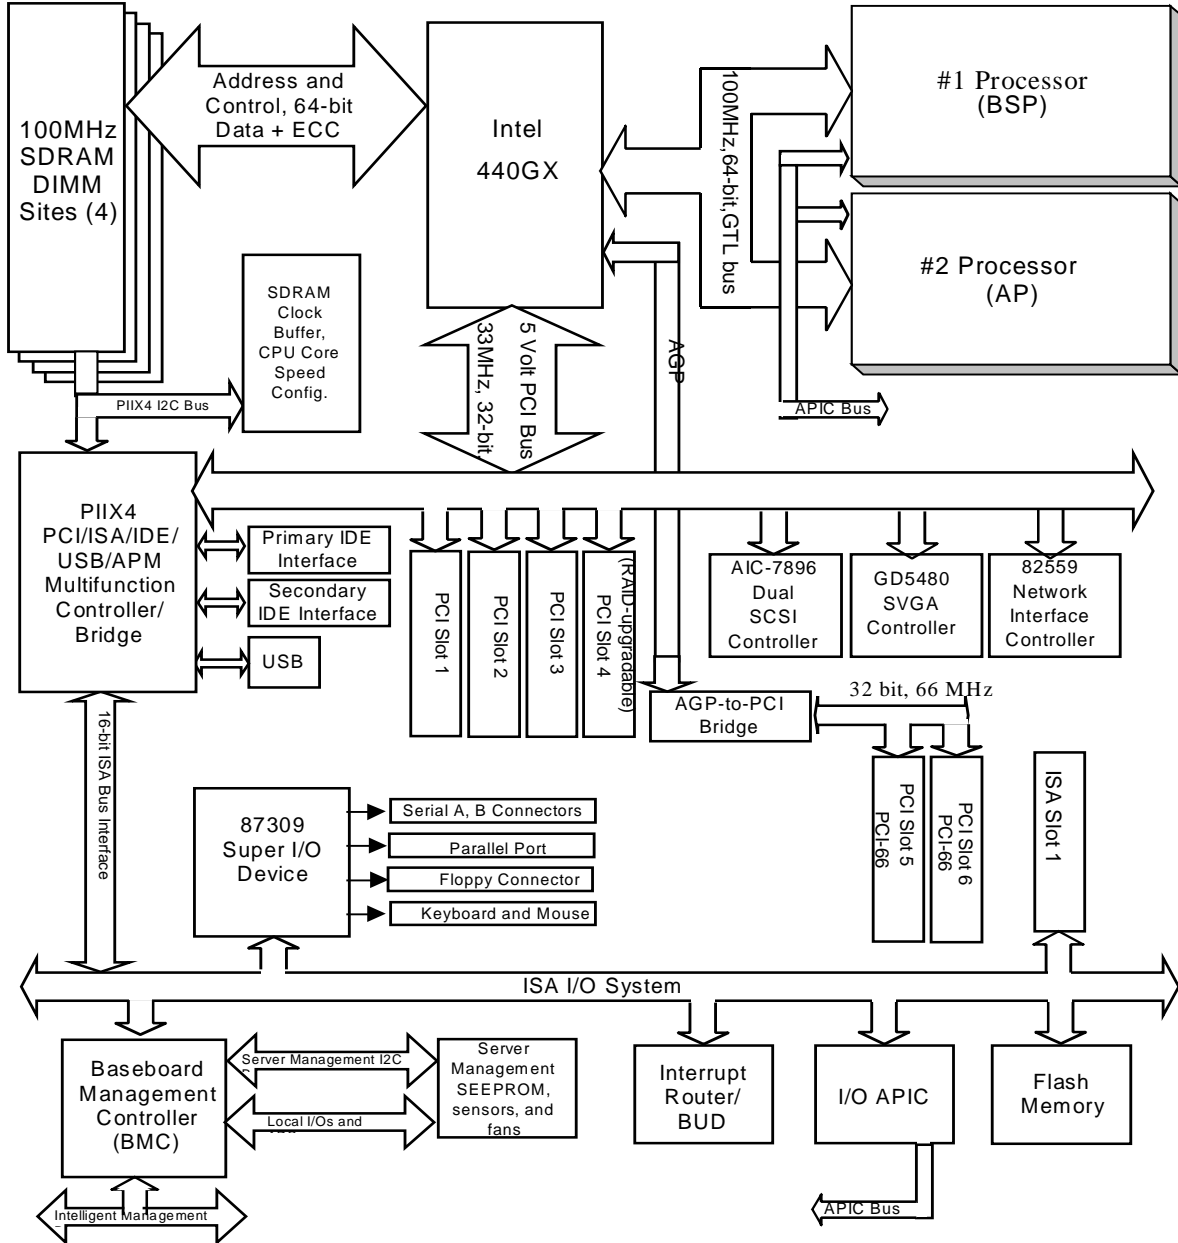 100MHz
SDRAM
DIMM
Sites (4)
Address and
Control, 64-bit
Data + ECC
Intel
440GX
100MHz,64-bit,GTL bus
#1 Processor
(BSP)
#2 Processor
(AP)
APIC Bus
SDRAM
Clock
Buffer,
CPU Core
Speed
Config.
PIIX4 I2C Bus
5 Volt PCI Bus
33MHz, 32-bit,
AGP
PIIX4
PCI/ISA/IDE/
USB/APM
Multifunction
Controller/
Bridge
Primary IDE
Interface
Secondary
IDE Interface
USB
PCI Slot 1
PCI Slot 2
PCI Slot 3
(RAID-upgradable)
PCI Slot 4
AIC-7896
Dual
SCSI
Controller
GD5480
SVGA
Controller
82559
Network
Interface
Controller
AGP-to-PCI
Bridge
32 bit, 66 MHz
PCI Slot 5
PCI-66
PCI Slot 6
PCI-66
ISA Slot 1
16-bit ISA Bus Interface
87309
Super I/O
Device
Serial A, B Connectors
Parallel Port
Floppy Connector
Keyboard and Mouse
ISA I/O System
Baseboard
Management
Controller
(BMC)
Server Management I2C
Local I/Os and
Server
Management
SEEPROM,
sensors, and
fans
Interrupt
Router/
BUD
I/O APIC
Flash
Memory
Intelligent Management
APIC Bus